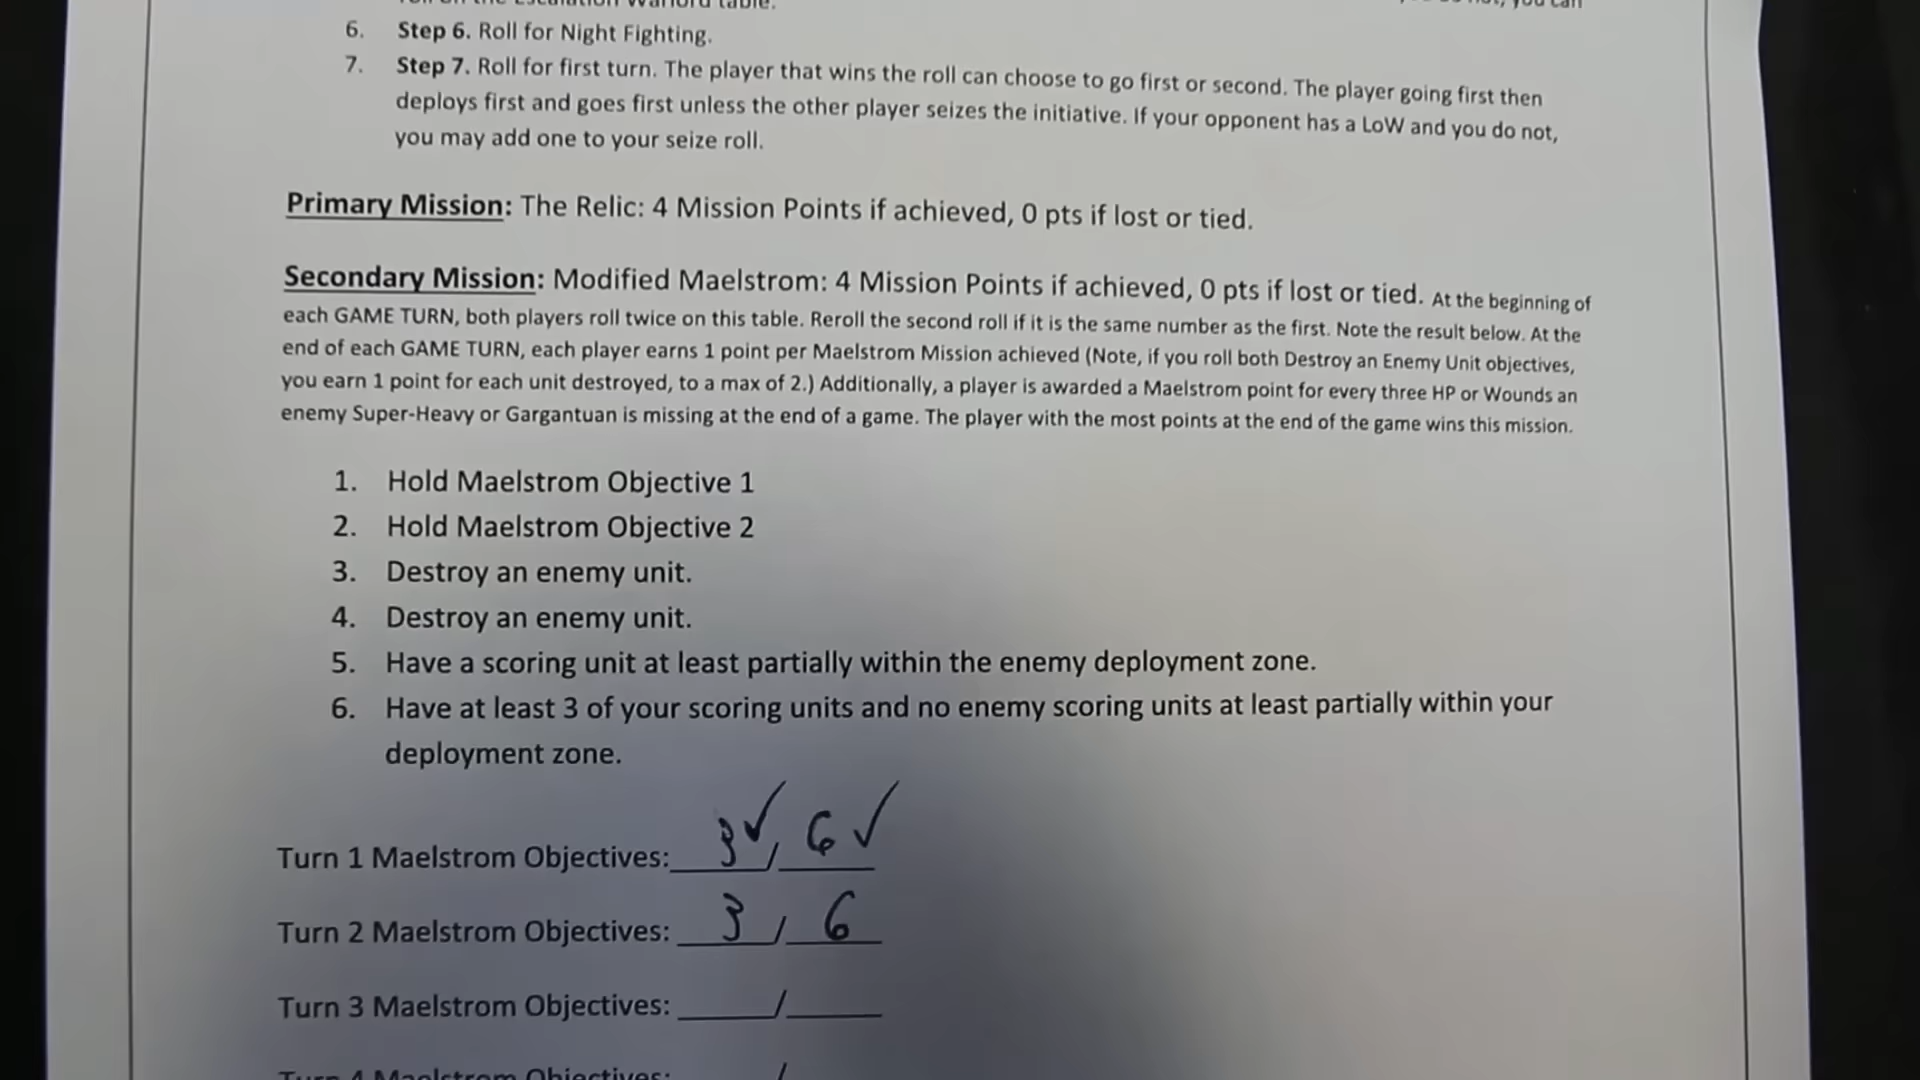 6. Step 6. Roll for Night Fighting.
7. Step 7. Roll for first turn. The player that wins the roll can choose to go first or second. The player going first then
deploys first and goes first unless the other player seizes the initiative. If your opponent has a LoW and you do not,
you may add one to your seize roll.
Primary Mission: The Relic: 4 Mission Points if achieved, 0 pts if lost or tied.
Secondary Mission: Modified Maelstrom: 4 Mission Points if achieved, 0 pts if lost or tied. At the beginning of
each GAME TURN, both players roll twice on this table. Reroll the second roll if it is the same number as the first. Note the result below. At the
end of each GAME TURN, each player earns 1 point per Maelstrom Mission achieved (Note, if you roll both Destroy an Enemy Unit objectives,
you earn 1 point for each unit destroyed, to a max of 2.) Additionally, a player is awarded a Maelstrom point for every three HP or Wounds an
enemy Super-Heavy or Gargantuan is missing at the end of a game. The player with the most points at the end of the game wins this mission.
1. Hold Maelstrom Objective 1
2. Hold Maelstrom Objective 2
3. Destroy an enemy unit.
4. Destroy an enemy unit.
5. Have a scoring unit at least partially within the enemy deployment zone.
6. Have at least 3 of your scoring units and no enemy scoring units at least partially within your
deployment zone.
Turn 1 Maelstrom Objectives: 3✓/ 6✓
Turn 2 Maelstrom Objectives: 3 / 6
Turn 3 Maelstrom Objectives: _____/_____
Turn 4 Maelstrom Objectives: /